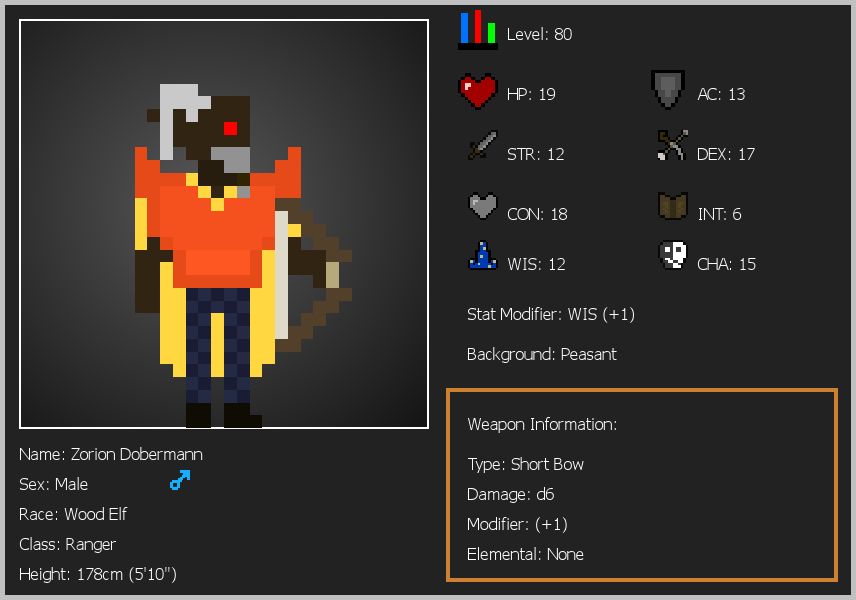 Level: 80
HP: 19
AC: 13
STR: 12
DEX: 17
CON: 18
INT: 6
WIS: 12
CHA: 15
Stat Modifier: WIS (+1)
Background: Peasant
Weapon Information:
Type: Short Bow
Damage: d6
Modifier: (+1)
Elemental: None
Name: Zorion Dobermann
Sex: Male
Race: Wood Elf
Class: Ranger
Height: 178cm (5'10")